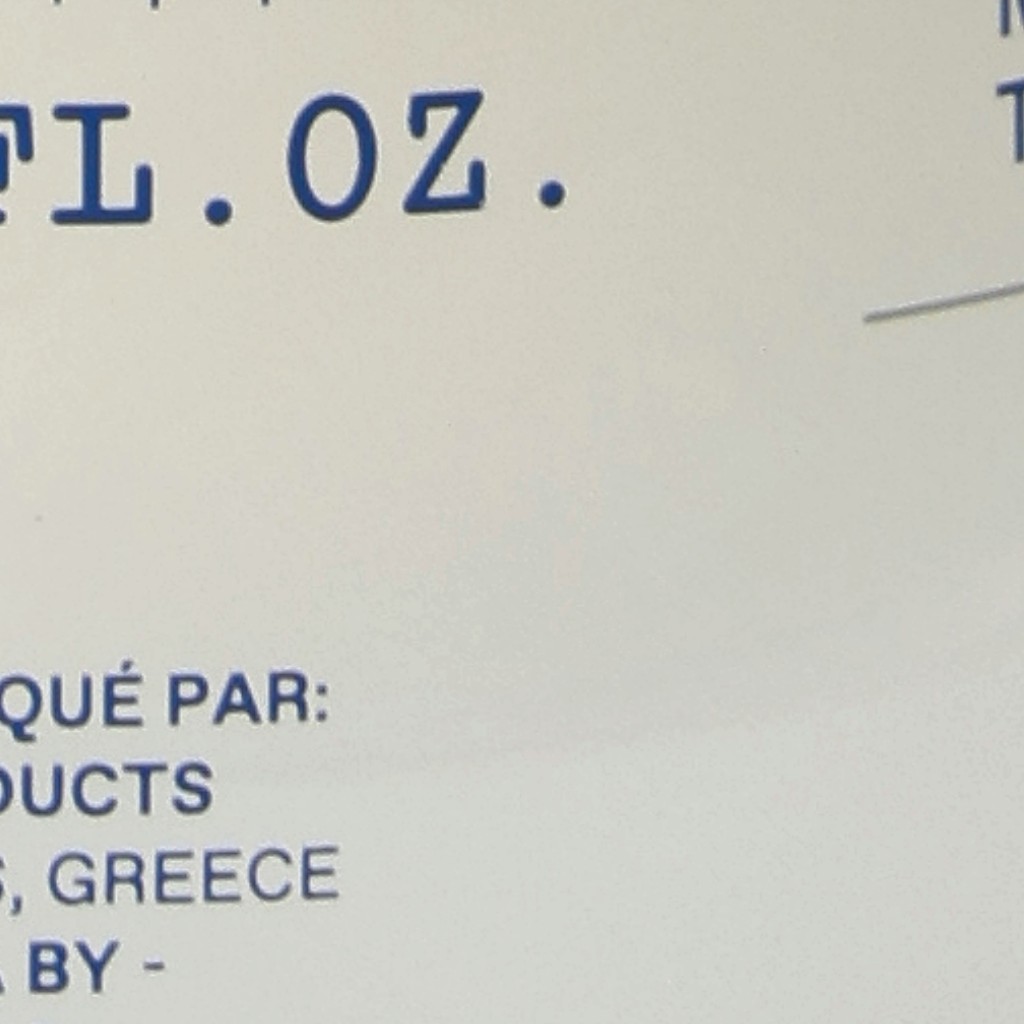 FL.OZ.
QUÉ PAR:
DUCTS
, GREECE
BY -